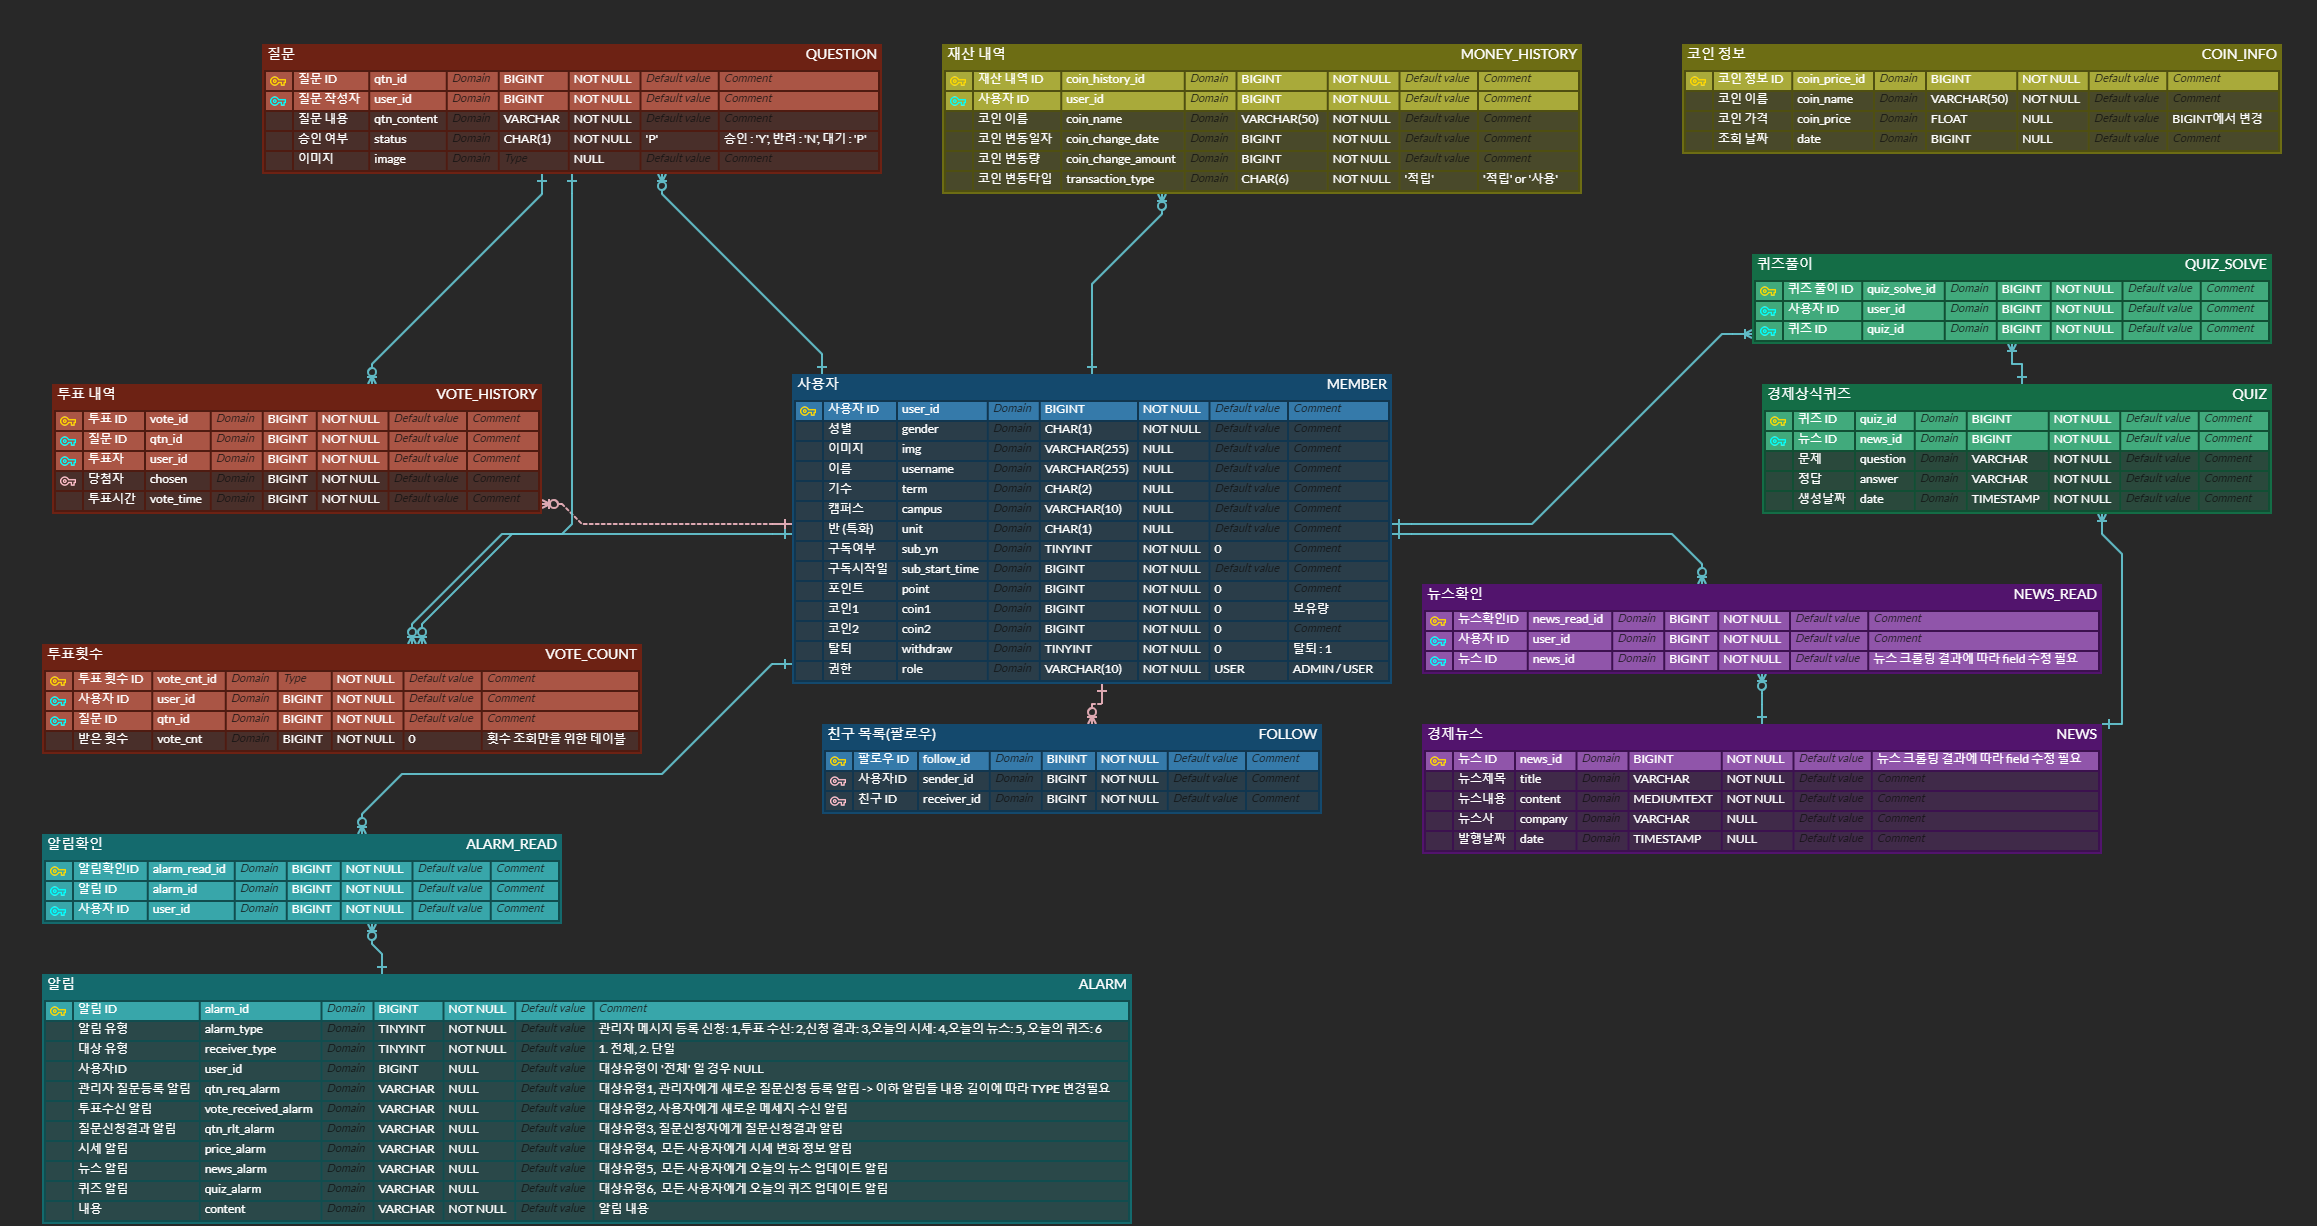 질문 QUESTION
질문 ID qtn_id Domain BIGINT NOT NULL Default value Comment
질문 작성자 user_id Domain BIGINT NOT NULL Default value Comment
질문 내용 qtn_content Domain VARCHAR NOT NULL Default value Comment
승인 여부 status Domain CHAR(1) NOT NULL 'P' 승인 : 'Y', 반려 : 'N', 대기 : 'P'
이미지 image Domain Type NULL Default value Comment
재산 내역 MONEY_HISTORY
재산 내역 ID coin_history_id Domain BIGINT NOT NULL Default value Comment
사용자 ID user_id Domain BIGINT NOT NULL Default value Comment
코인 이름 coin_name Domain VARCHAR(50) NOT NULL Default value Comment
코인 변동일자 coin_change_date Domain BIGINT NOT NULL Default value Comment
코인 변동량 coin_change_amount Domain BIGINT NOT NULL Default value Comment
코인 변동타입 transaction_type Domain CHAR(6) NOT NULL '적립' '적립' or '사용'
코인 정보 COIN_INFO
코인 정보 ID coin_price_id Domain BIGINT NOT NULL Default value Comment
코인 이름 coin_name Domain VARCHAR(50) NOT NULL Default value Comment
코인 가격 coin_price Domain FLOAT NULL Default value BIGINT에서 변경
조회 날짜 date Domain BIGINT NULL Default value Comment
퀴즈풀이 QUIZ_SOLVE
퀴즈 풀이 ID quiz_solve_id Domain BIGINT NOT NULL Default value Comment
사용자 ID user_id Domain BIGINT NOT NULL Default value Comment
퀴즈 ID quiz_id Domain BIGINT NOT NULL Default value Comment
투표 내역 VOTE_HISTORY
투표 ID vote_id Domain BIGINT NOT NULL Default value Comment
질문 ID qtn_id Domain BIGINT NOT NULL Default value Comment
투표자 user_id Domain BIGINT NOT NULL Default value Comment
당첨자 chosen Domain BIGINT NOT NULL Default value Comment
투표시간 vote_time Domain BIGINT NOT NULL Default value Comment
사용자 MEMBER
사용자 ID user_id Domain BIGINT NOT NULL Default value Comment
성별 gender Domain CHAR(1) NOT NULL Default value Comment
이미지 img Domain VARCHAR(255) NULL Default value Comment
이름 username Domain VARCHAR(255) NULL Default value Comment
기수 term Domain CHAR(2) NULL Default value Comment
캠퍼스 campus Domain VARCHAR(10) NULL Default value Comment
반 (특화) unit Domain CHAR(1) NULL Default value Comment
구독여부 sub_yn Domain TINYINT NOT NULL 0 Comment
구독시작일 sub_start_time Domain BIGINT NOT NULL Default value Comment
포인트 point Domain BIGINT NOT NULL 0 Comment
코인1 coin1 Domain BIGINT NOT NULL 0 보유량
코인2 coin2 Domain BIGINT NOT NULL 0 Comment
탈퇴 withdraw Domain TINYINT NOT NULL 0 탈퇴 : 1
권한 role Domain VARCHAR(10) NOT NULL USER ADMIN / USER
경제상식퀴즈 QUIZ
퀴즈 ID quiz_id Domain BIGINT NOT NULL Default value Comment
뉴스 ID news_id Domain BIGINT NOT NULL Default value Comment
문제 question Domain VARCHAR NOT NULL Default value Comment
정답 answer Domain VARCHAR NOT NULL Default value Comment
생성날짜 date Domain TIMESTAMP NOT NULL Default value Comment
뉴스확인 NEWS_READ
뉴스확인ID news_read_id Domain BIGINT NOT NULL Default value Comment
사용자 ID user_id Domain BIGINT NOT NULL Default value Comment
뉴스 ID news_id Domain BIGINT NOT NULL Default value 뉴스 크롤링 결과에 따라 field 수정 필요
투표횟수 VOTE_COUNT
투표 횟수 ID vote_cnt_id Domain Type NOT NULL Default value Comment
사용자 ID user_id Domain BIGINT NOT NULL Default value Comment
질문 ID qtn_id Domain BIGINT NOT NULL Default value Comment
받은 횟수 vote_cnt Domain BIGINT NOT NULL 0 횟수 조회만을 위한 테이블
친구 목록(팔로우) FOLLOW
팔로우 ID follow_id Domain BININT NOT NULL Default value Comment
사용자ID sender_id Domain BIGINT NOT NULL Default value Comment
친구 ID receiver_id Domain BIGINT NOT NULL Default value Comment
경제뉴스 NEWS
뉴스 ID news_id Domain BIGINT NOT NULL Default value 뉴스 크롤링 결과에 따라 field 수정 필요
뉴스제목 title Domain VARCHAR NOT NULL Default value Comment
뉴스내용 content Domain MEDIUMTEXT NOT NULL Default value Comment
뉴스사 company Domain VARCHAR NULL Default value Comment
발행날짜 date Domain TIMESTAMP NULL Default value Comment
알림확인 ALARM_READ
알림확인ID alarm_read_id Domain BIGINT NOT NULL Default value Comment
알림 ID alarm_id Domain BIGINT NOT NULL Default value Comment
사용자 ID user_id Domain BIGINT NOT NULL Default value Comment
알림 ALARM
알림 ID alarm_id Domain BIGINT NOT NULL Default value Comment
알림 유형 alarm_type Domain TINYINT NOT NULL Default value 관리자 메시지 등록 신청: 1,투표 수신: 2,신청 결과: 3,오늘의 시세: 4,오늘의 뉴스: 5, 오늘의 퀴즈: 6
대상 유형 receiver_type Domain TINYINT NOT NULL Default value 1. 전체, 2. 단일
사용자ID user_id Domain BIGINT NULL Default value 대상유형이 '전체' 일 경우 NULL
관리자 질문등록 알림 qtn_req_alarm Domain VARCHAR NULL Default value 대상유형1, 관리자에게 새로운 질문신청 등록 알림 -> 이하 알림들 내용 길이에 따라 TYPE 변경필요
투표수신 알림 vote_received_alarm Domain VARCHAR NULL Default value 대상유형2, 사용자에게 새로운 메세지 수신 알림
질문신청결과 알림 qtn_rlt_alarm Domain VARCHAR NULL Default value 대상유형3, 질문신청자에게 질문신청결과 알림
시세 알림 price_alarm Domain VARCHAR NULL Default value 대상유형4, 모든 사용자에게 시세 변화 정보 알림
뉴스 알림 news_alarm Domain VARCHAR NULL Default value 대상유형5, 모든 사용자에게 오늘의 뉴스 업데이트 알림
퀴즈 알림 quiz_alarm Domain VARCHAR NULL Default value 대상유형6, 모든 사용자에게 오늘의 퀴즈 업데이트 알림
내용 content Domain VARCHAR NOT NULL Default value 알림 내용